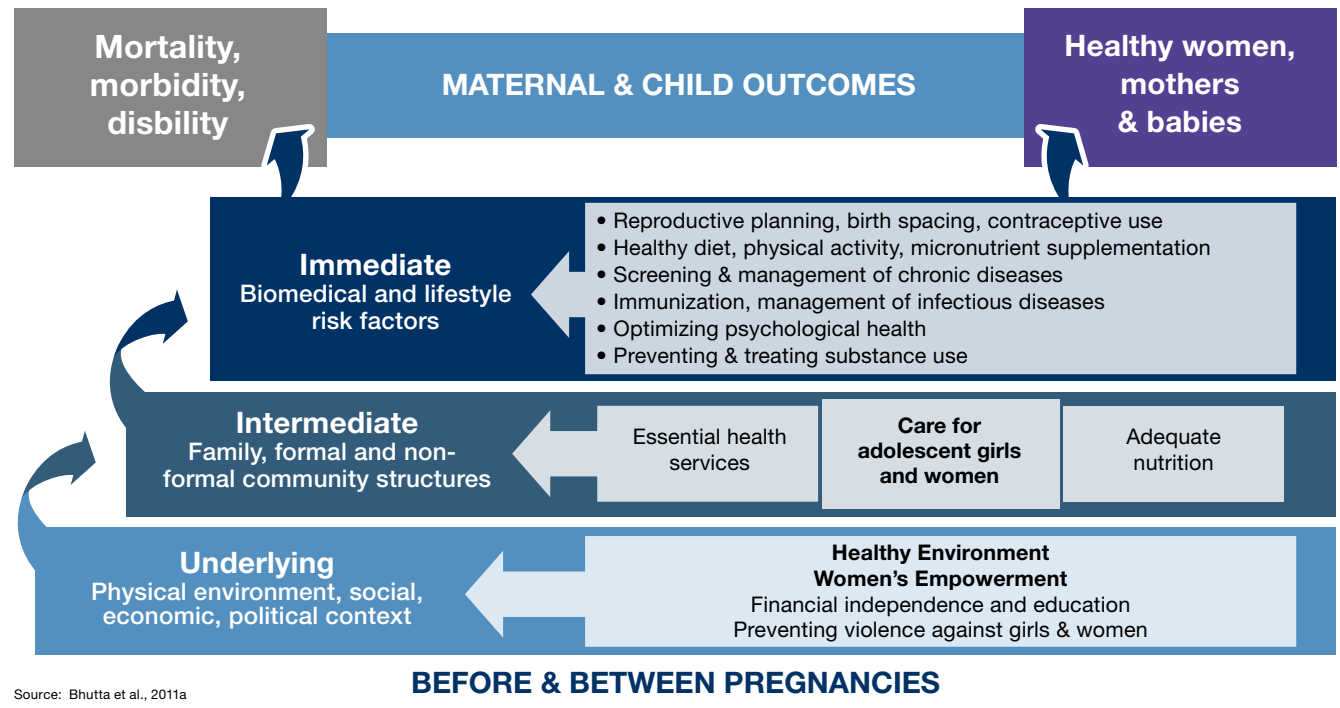 Mortality,
morbidity,
disbility
MATERNAL & CHILD OUTCOMES
Healthy women,
mothers
& babies
Immediate
Biomedical and lifestyle
risk factors
• Reproductive planning, birth spacing, contraceptive use
• Healthy diet, physical activity, micronutrient supplementation
• Screening & management of chronic diseases
• Immunization, management of infectious diseases
• Optimizing psychological health
• Preventing & treating substance use
Intermediate
Family, formal and non-
formal community structures
Essential health
services
Care for
adolescent girls
and women
Adequate
nutrition
Underlying
Physical environment, social,
economic, political context
Healthy Environment
Women’s Empowerment
Financial independence and education
Preventing violence against girls & women
BEFORE & BETWEEN PREGNANCIES
Source: Bhutta et al., 2011a